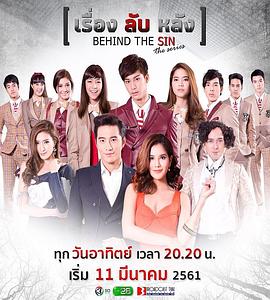 [ เรื่อง ลับ หลัง ]
BEHIND THE SIN
the series
ทุกวันอาทิตย์ เวลา 20.20 น.
เริ่ม 11 มีนาคม 2561